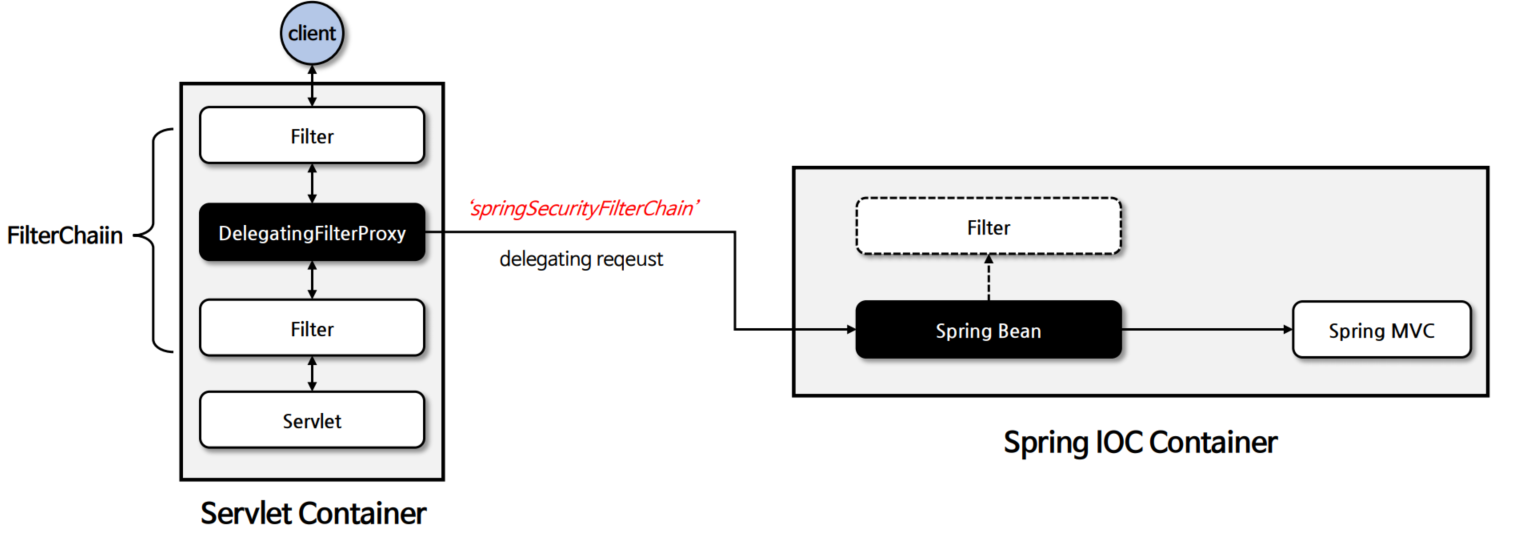 client
Filter
DelegatingFilterProxy
Filter
Servlet
FilterChaiin
Servlet Container
‘springSecurityFilterChain’
delegating reqeust
Filter
Spring Bean
Spring MVC
Spring IOC Container